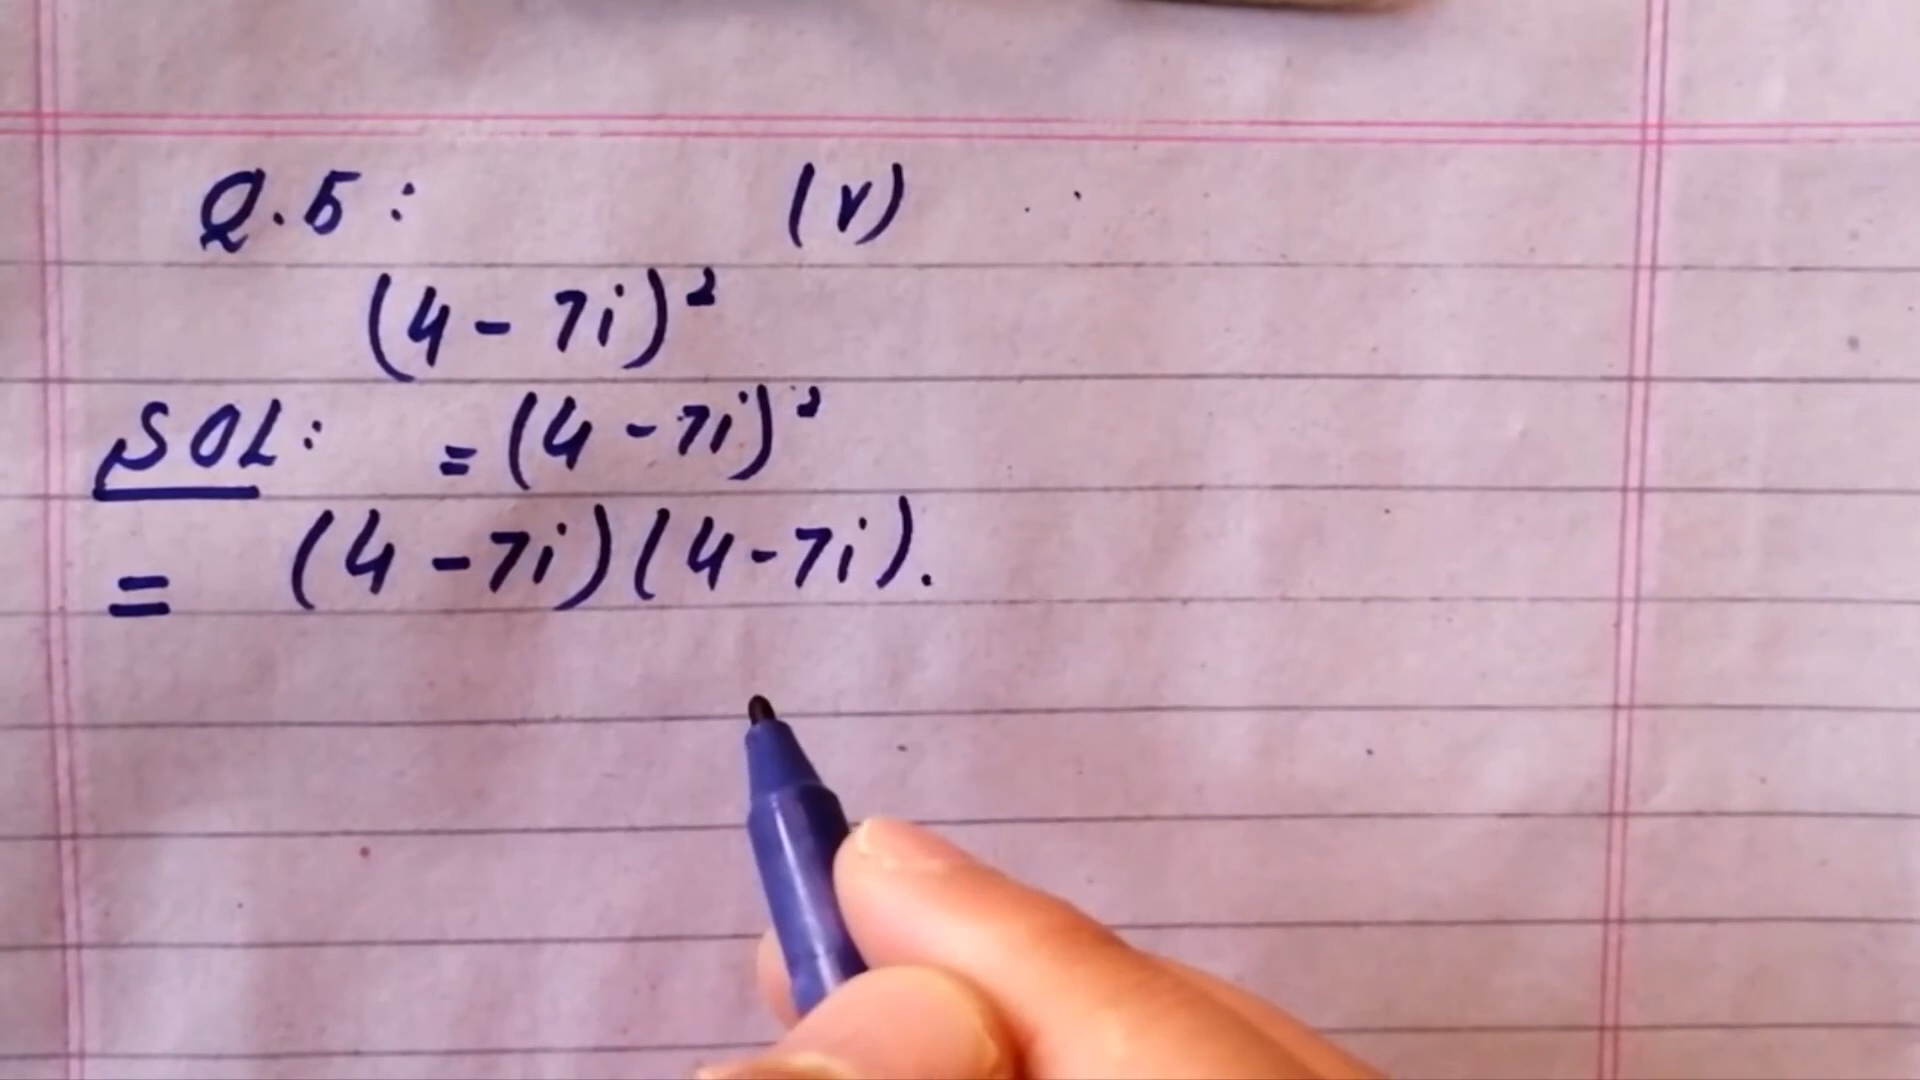 Q.5: (v)
(4 - 7i)²
SOL: = (4 - 7i)²
= (4 - 7i)(4 - 7i).